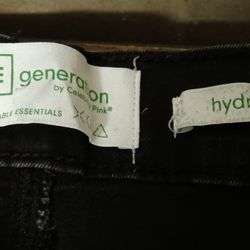 E generation
by Celebrity Pink®
ABLE ESSENTIALS
hydr